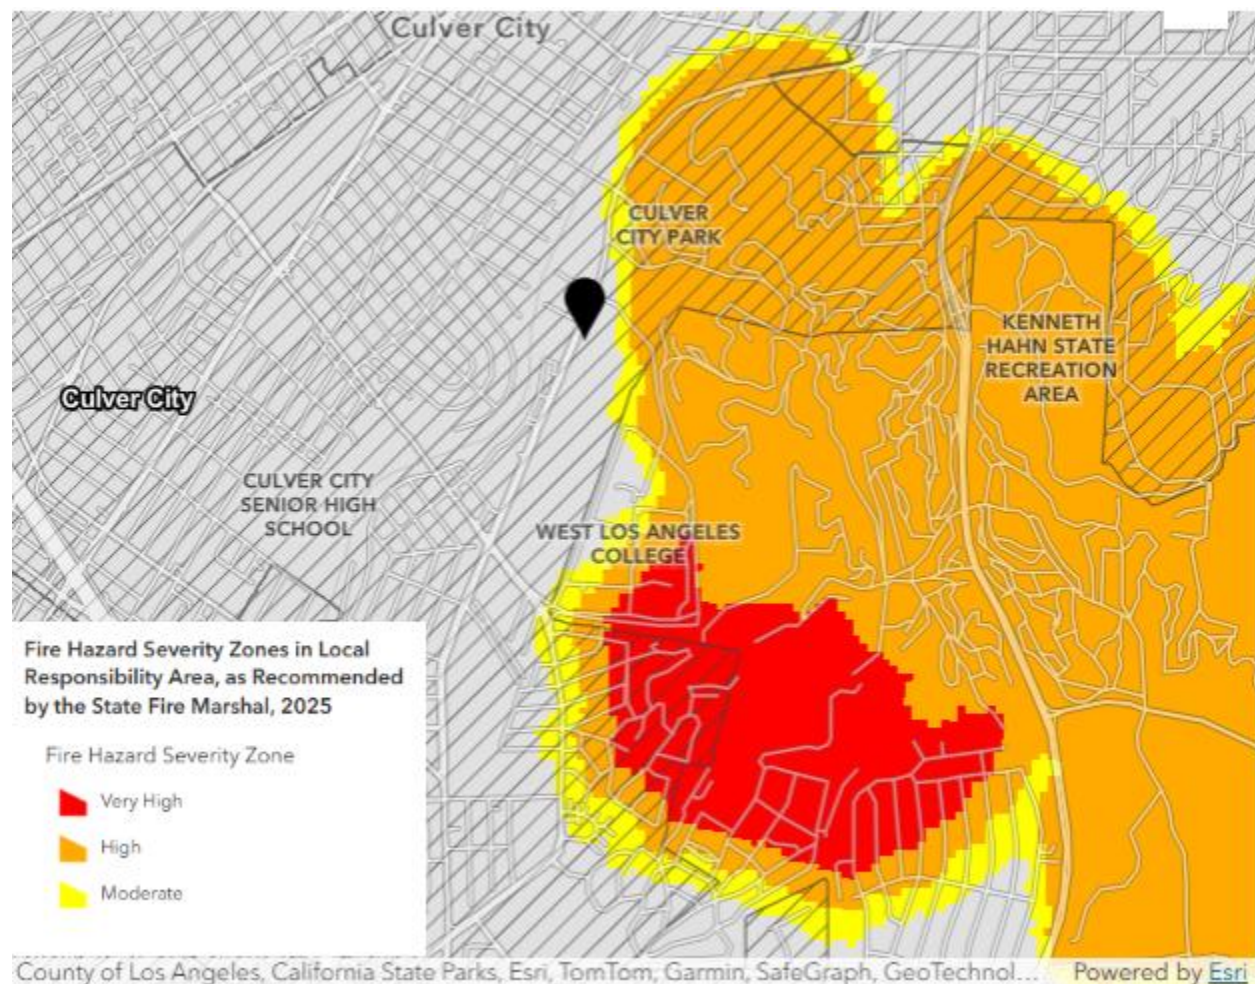 Culver City
CULVER
CITY PARK
KENNETH
HAHN STATE
RECREATION
AREA
Culver City
CULVER CITY
SENIOR HIGH
SCHOOL
WEST LOS ANGELES
COLLEGE
Fire Hazard Severity Zones in Local
Responsibility Area, as Recommended
by the State Fire Marshal, 2025
Fire Hazard Severity Zone
Very High
High
Moderate
County of Los Angeles, California State Parks, Esri, TomTom, Garmin, SafeGraph, GeoTechnol...
Powered by Esri